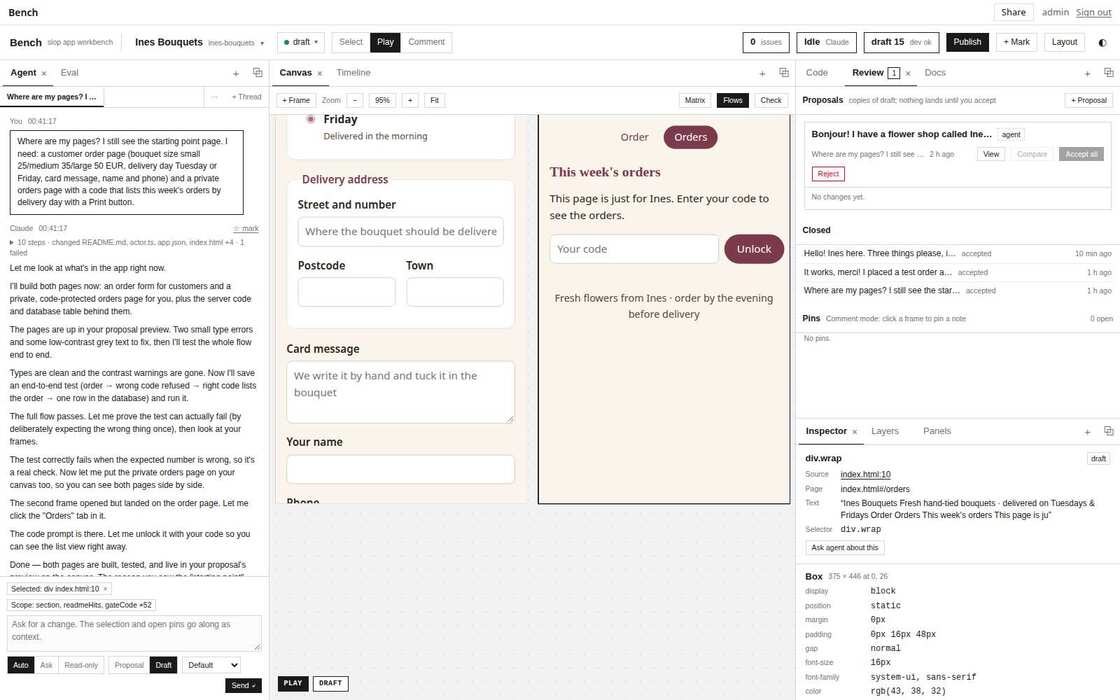 Bench
Share admin Sign out
Bench slop app workbench Ines Bouquets ines-bouquets draft Select Play Comment 0 issues Idle Claude draft 15 dev ok Publish + Mark Layout
Agent × Eval +
Canvas × Timeline +
Code Review 1 × Docs
Where are my pages? I … ··· + Thread
+ Frame Zoom − 95% + Fit Matrix Flows Check
Proposals copies of draft; nothing lands until you accept + Proposal
You 00:41:17
Where are my pages? I still see the starting point page. I
need: a customer order page (bouquet size small
25/medium 35/large 50 EUR, delivery day Tuesday or
Friday, card message, name and phone) and a private
orders page with a code that lists this week's orders by
delivery day with a Print button.
Claude 00:41:17 ☆ mark
10 steps · changed README.md, actor.ts, app.json, index.html +4 · 1
failed
Let me look at what's in the app right now.
I'll build both pages now: an order form for customers and a
private, code-protected orders page for you, plus the server code
and database table behind them.
The pages are up in your proposal preview. Two small type errors
and some low-contrast grey text to fix, then I'll test the whole flow
end to end.
Types are clean and the contrast warnings are gone. Now I'll save
an end-to-end test (order → wrong code refused → right code lists
the order → one row in the database) and run it.
The full flow passes. Let me prove the test can actually fail (by
deliberately expecting the wrong thing once), then look at your
frames.
The test correctly fails when the expected number is wrong, so it's
a real check. Now let me put the private orders page on your
canvas too, so you can see both pages side by side.
The second frame opened but landed on the order page. Let me
click the "Orders" tab in it.
The code prompt is there. Let me unlock it with your code so you
can see the list view right away.
Done — both pages are built, tested, and live in your proposal's
Selected: div index.html:10 ×
Scope: section, readmeHits, gateCode +52
Ask for a change. The selection and open pins go along as
context.
Auto Ask Read-only Proposal Draft Default
Send
Friday
Delivered in the morning
Delivery address
Street and number
Where the bouquet should be delivere
Postcode Town
Card message
We write it by hand and tuck it in the
bouquet
Your name
Phone
Order Orders
This week's orders
This page is just for Ines. Enter your code to
see the orders.
Your code Unlock
Fresh flowers from Ines · order by the evening
before delivery
PLAY DRAFT
Bonjour! I have a flower shop called Ine… agent
Where are my pages? I still see … 2 h ago View Compare Accept all
Reject
No changes yet.
Closed
Hello! Ines here. Three things please, i… accepted 10 min ago
It works, merci! I placed a test order a… accepted 1 h ago
Where are my pages? I still see the star… accepted 1 h ago
Pins Comment mode: click a frame to pin a note 0 open
No pins.
Inspector × Layers Panels +
div.wrap draft
Source index.html:10
Page index.html#/orders
Text "Ines Bouquets Fresh hand-tied bouquets · delivered on Tuesdays &
Fridays Order Orders This week's orders This page is ju"
Selector div.wrap
Ask agent about this
Box 375 × 446 at 0, 26
display block
position static
margin 0px
padding 0px 16px 48px
gap normal
font-size 16px
font-family system-ui, sans-serif
color rgb(43, 38, 32)